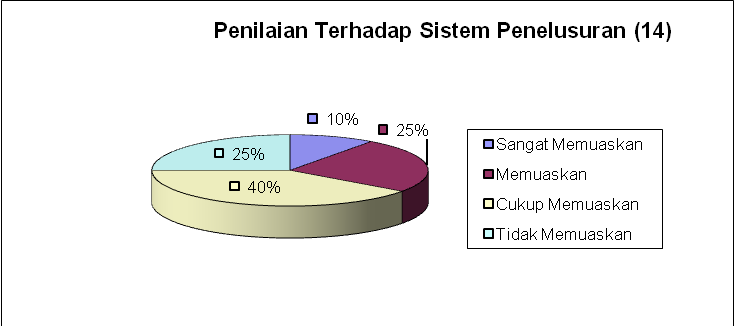 Penilaian Terhadap Sistem Penelusuran (14)
10%
25%
25%
40%
Sangat Memuaskan
Memuaskan
Cukup Memuaskan
Tidak Memuaskan